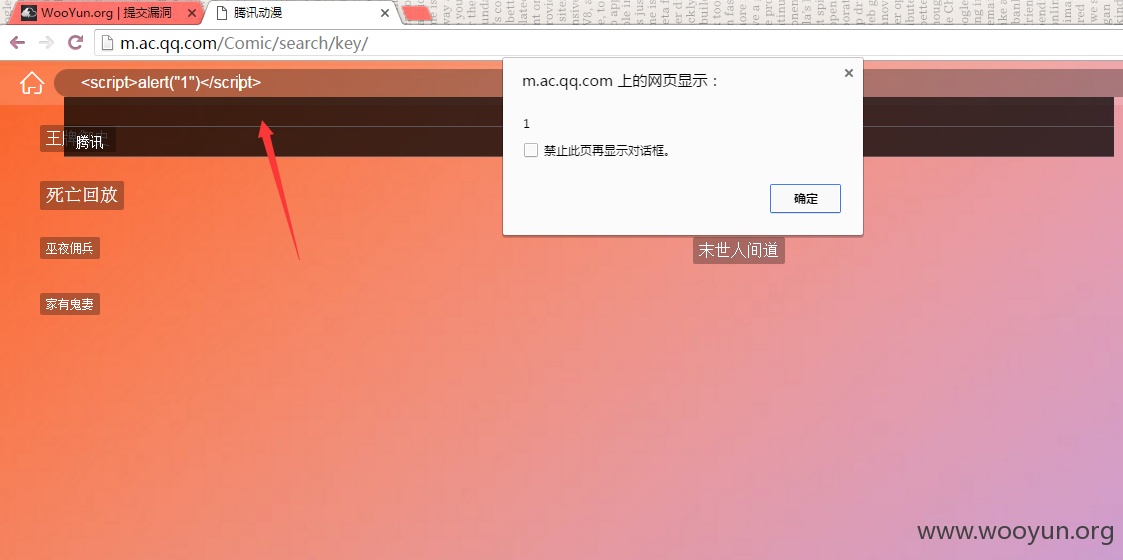 WooYun.org | 提交漏洞
腾讯动漫
m.ac.qq.com/Comic/search/key/
<script>alert("1")</script>
m.ac.qq.com 上的网页显示：
1
禁止此页再显示对话框。
确定
王牌
腾讯
死亡回放
巫夜佣兵
末世人间道
家有鬼妻
www.wooyun.org